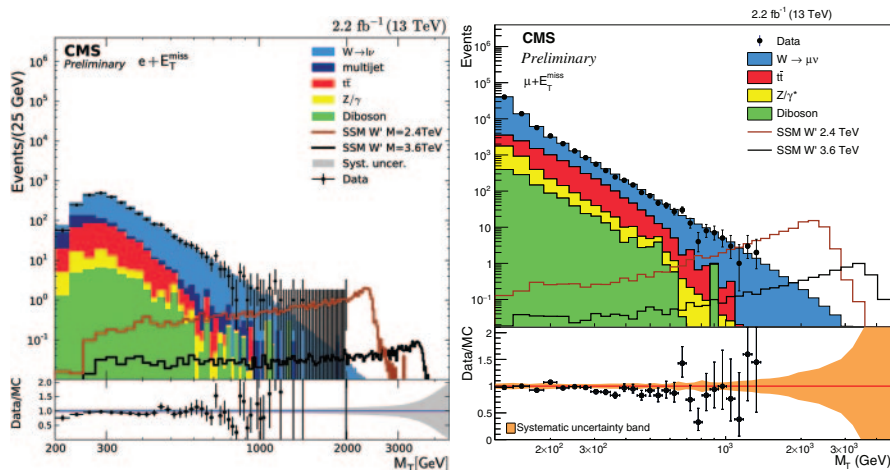 2.2 fb⁻¹ (13 TeV)
CMS
Preliminary e+E_T^miss
W→lν
multijet
tt̄
Z/γ
Diboson
SSM W' M=2.4TeV
SSM W' M=3.6TeV
Syst. uncer.
Data
Events/(25 GeV)
10⁶
10⁵
10⁴
10³
10²
10¹
10⁰
10⁻¹
Data/MC
2.0
1.5
1.0
0.5
200 300 1000 2000 3000
M_T[GeV]
2.2 fb⁻¹ (13 TeV)
CMS
Preliminary
μ+E_T^miss
Data
W → μν
tt̄
Z/γ*
Diboson
SSM W' 2.4 TeV
SSM W' 3.6 TeV
Events
10⁶
10⁵
10⁴
10³
10²
10
1
10⁻¹
Data/MC
2
1.5
1
0.5
0
Systematic uncertainty band
2×10² 10³ 2×10³ 3×10³
M_T (GeV)